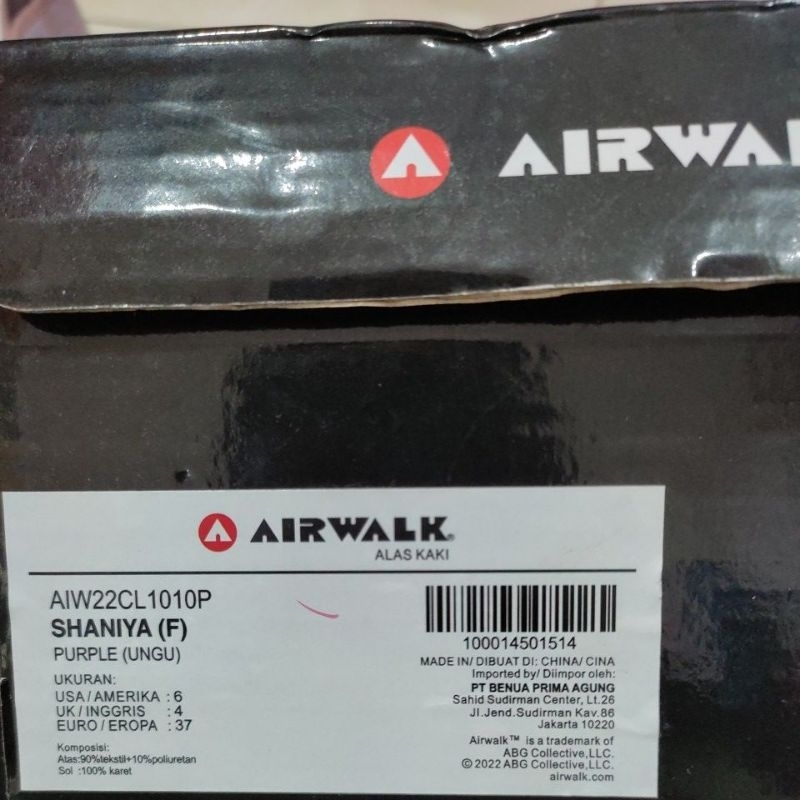 AIRWA
AIRWALK®
ALAS KAKI
AIW22CL1010P
SHANIYA (F)
PURPLE (UNGU)
UKURAN:
USA / AMERIKA : 6
UK / INGGRIS : 4
EURO / EROPA : 37
Komposisi:
Atas:90%tekstil+10%poliuretan
Sol :100% karet
100014501514
MADE IN/ DIBUAT DI: CHINA/ CINA
Imported by/ Diimpor oleh:
PT BENUA PRIMA AGUNG
Sahid Sudirman Center, Lt.26
Jl.Jend.Sudirman Kav.86
Jakarta 10220
Airwalk™ is a trademark of
ABG Collective,LLC.
© 2022 ABG Collective,LLC.
airwalk.com